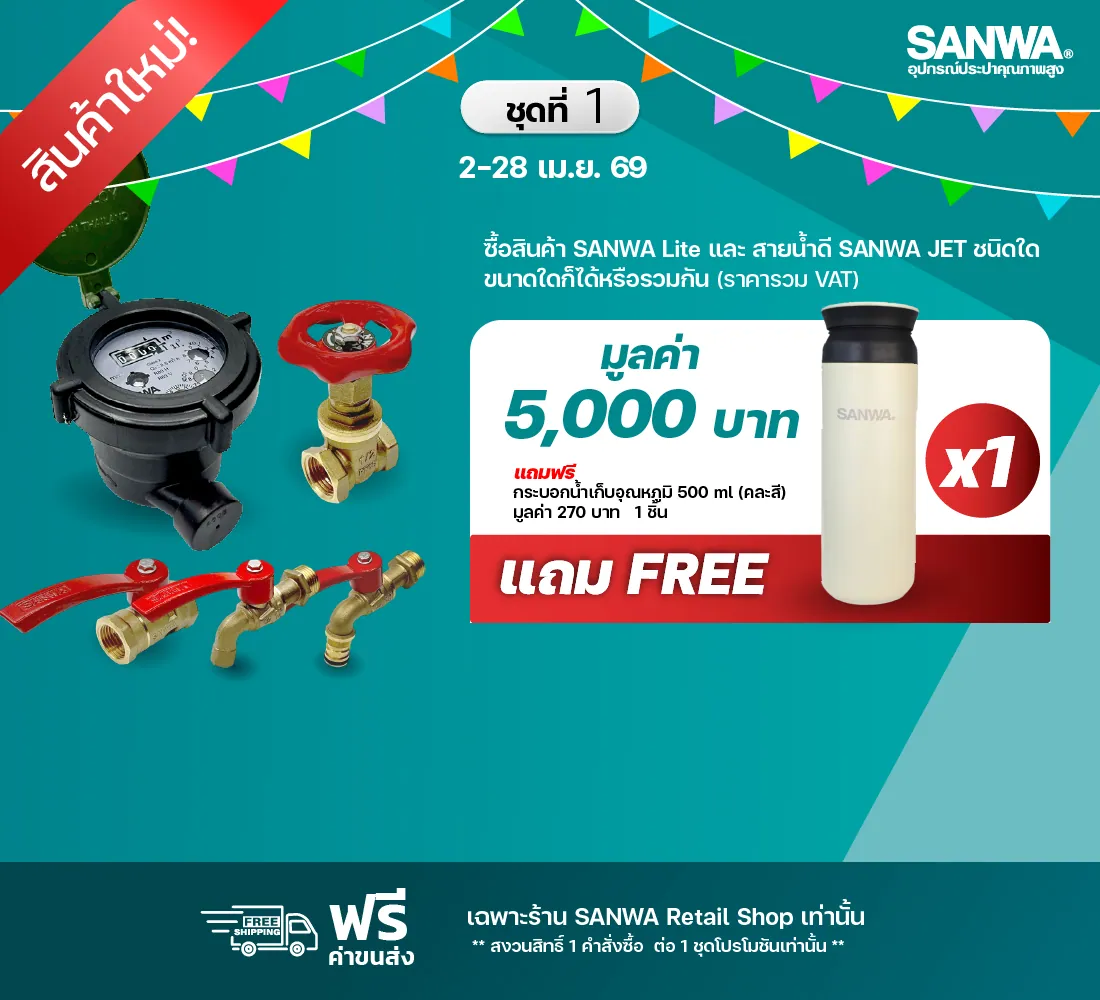 สินค้าใหม่!
SANWA®
อุปกรณ์ประปาคุณภาพสูง
ชุดที่ 1
2-28 เม.ย. 69
ซื้อสินค้า SANWA Lite และ สายน้ำดี SANWA JET ชนิดใด
ขนาดใดก็ได้หรือรวมกัน (ราคารวม VAT)
มูลค่า
5,000 บาท
แถมฟรี
กระบอกน้ำเก็บอุณหภูมิ 500 ml (คละสี)
มูลค่า 270 บาท 1 ชิ้น
SANWA®
x1
แถม FREE
THAILAND
m³
1/2
SANWA
FREE
SHIPPING
ฟรี
ค่าขนส่ง
เฉพาะร้าน SANWA Retail Shop เท่านั้น
** สงวนสิทธิ์ 1 คำสั่งซื้อ ต่อ 1 ชุดโปรโมชันเท่านั้น **